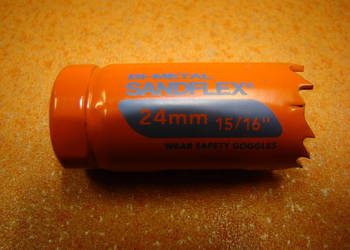 BI-METAL
SANDFLEX®
24mm 15/16"
WEAR SAFETY GOGGLES